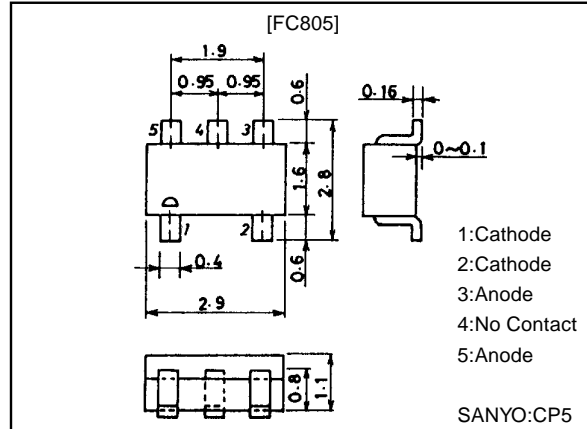 [FC805]
1.9
0.95 0.95
0.6
0.16
5 4 3
0~0.1
1.6
2.8
1 2
0.4
0.6
2.9
1:Cathode
2:Cathode
3:Anode
4:No Contact
5:Anode
0.8
1.1
SANYO:CP5